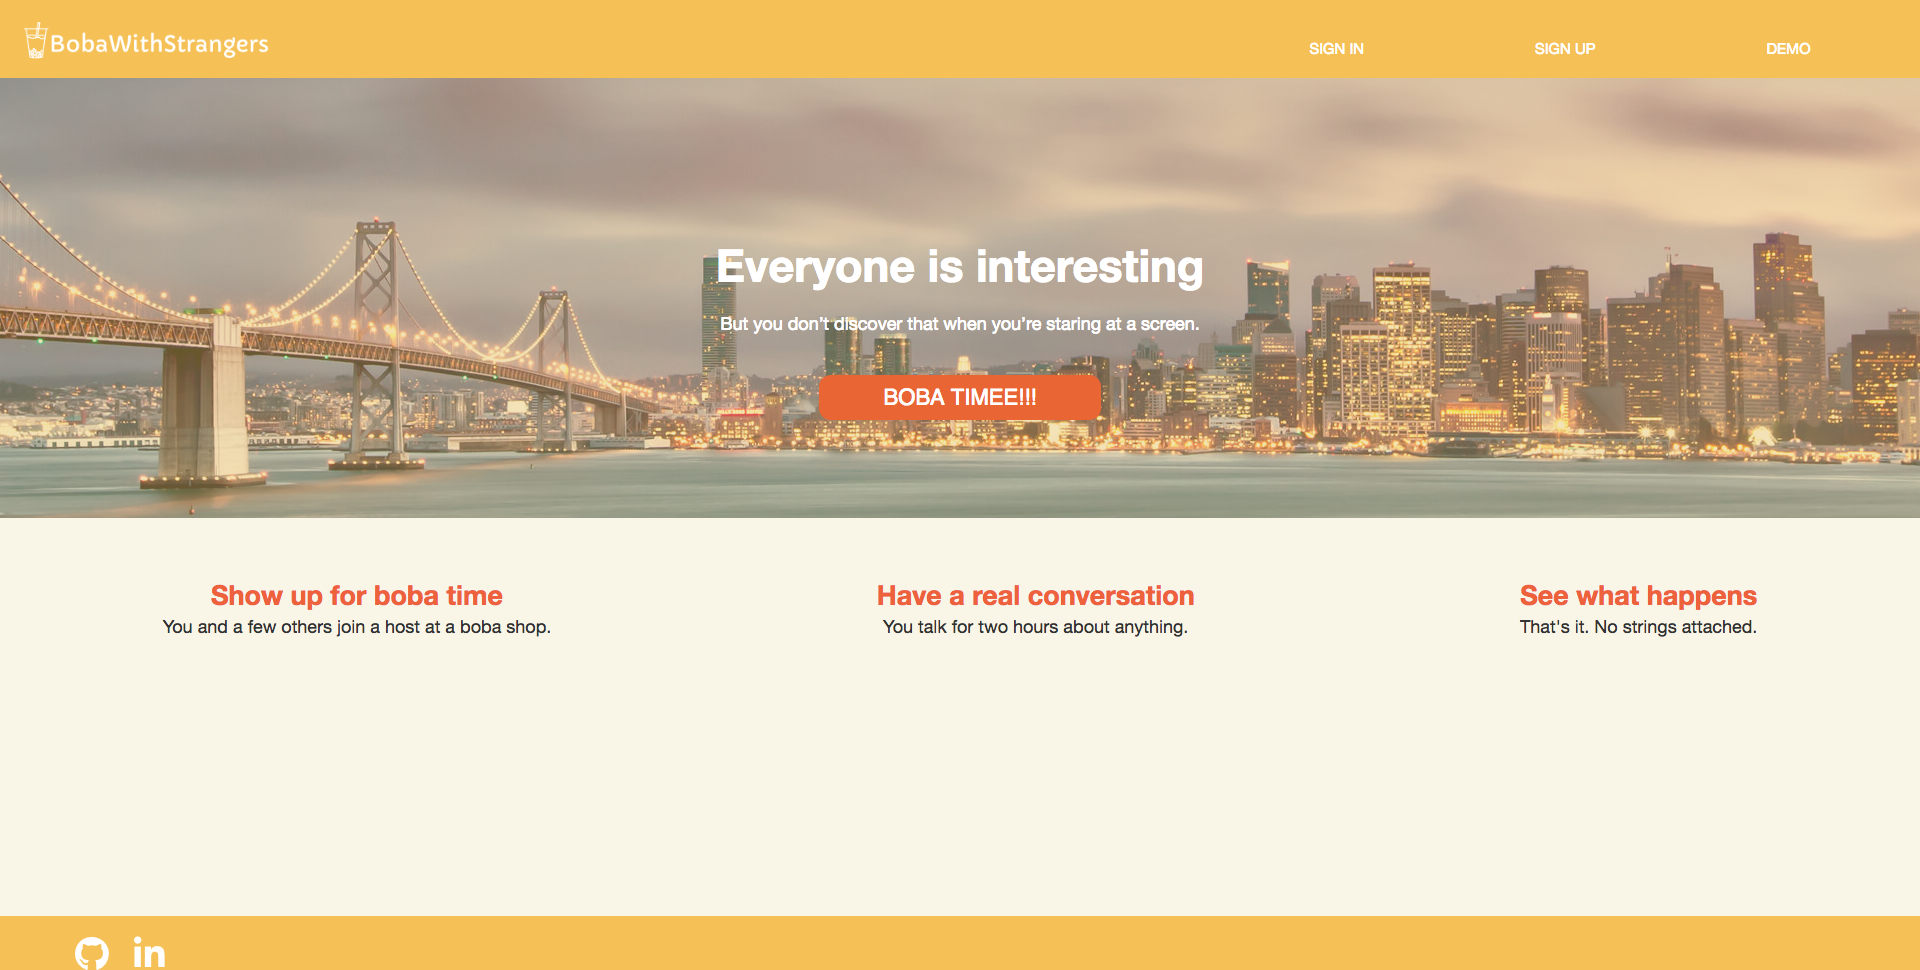 BobaWithStrangers
SIGN IN
SIGN UP
DEMO
Everyone is interesting
But you don’t discover that when you’re staring at a screen.
BOBA TIMEE!!!
Show up for boba time
You and a few others join a host at a boba shop.
Have a real conversation
You talk for two hours about anything.
See what happens
That's it. No strings attached.
in